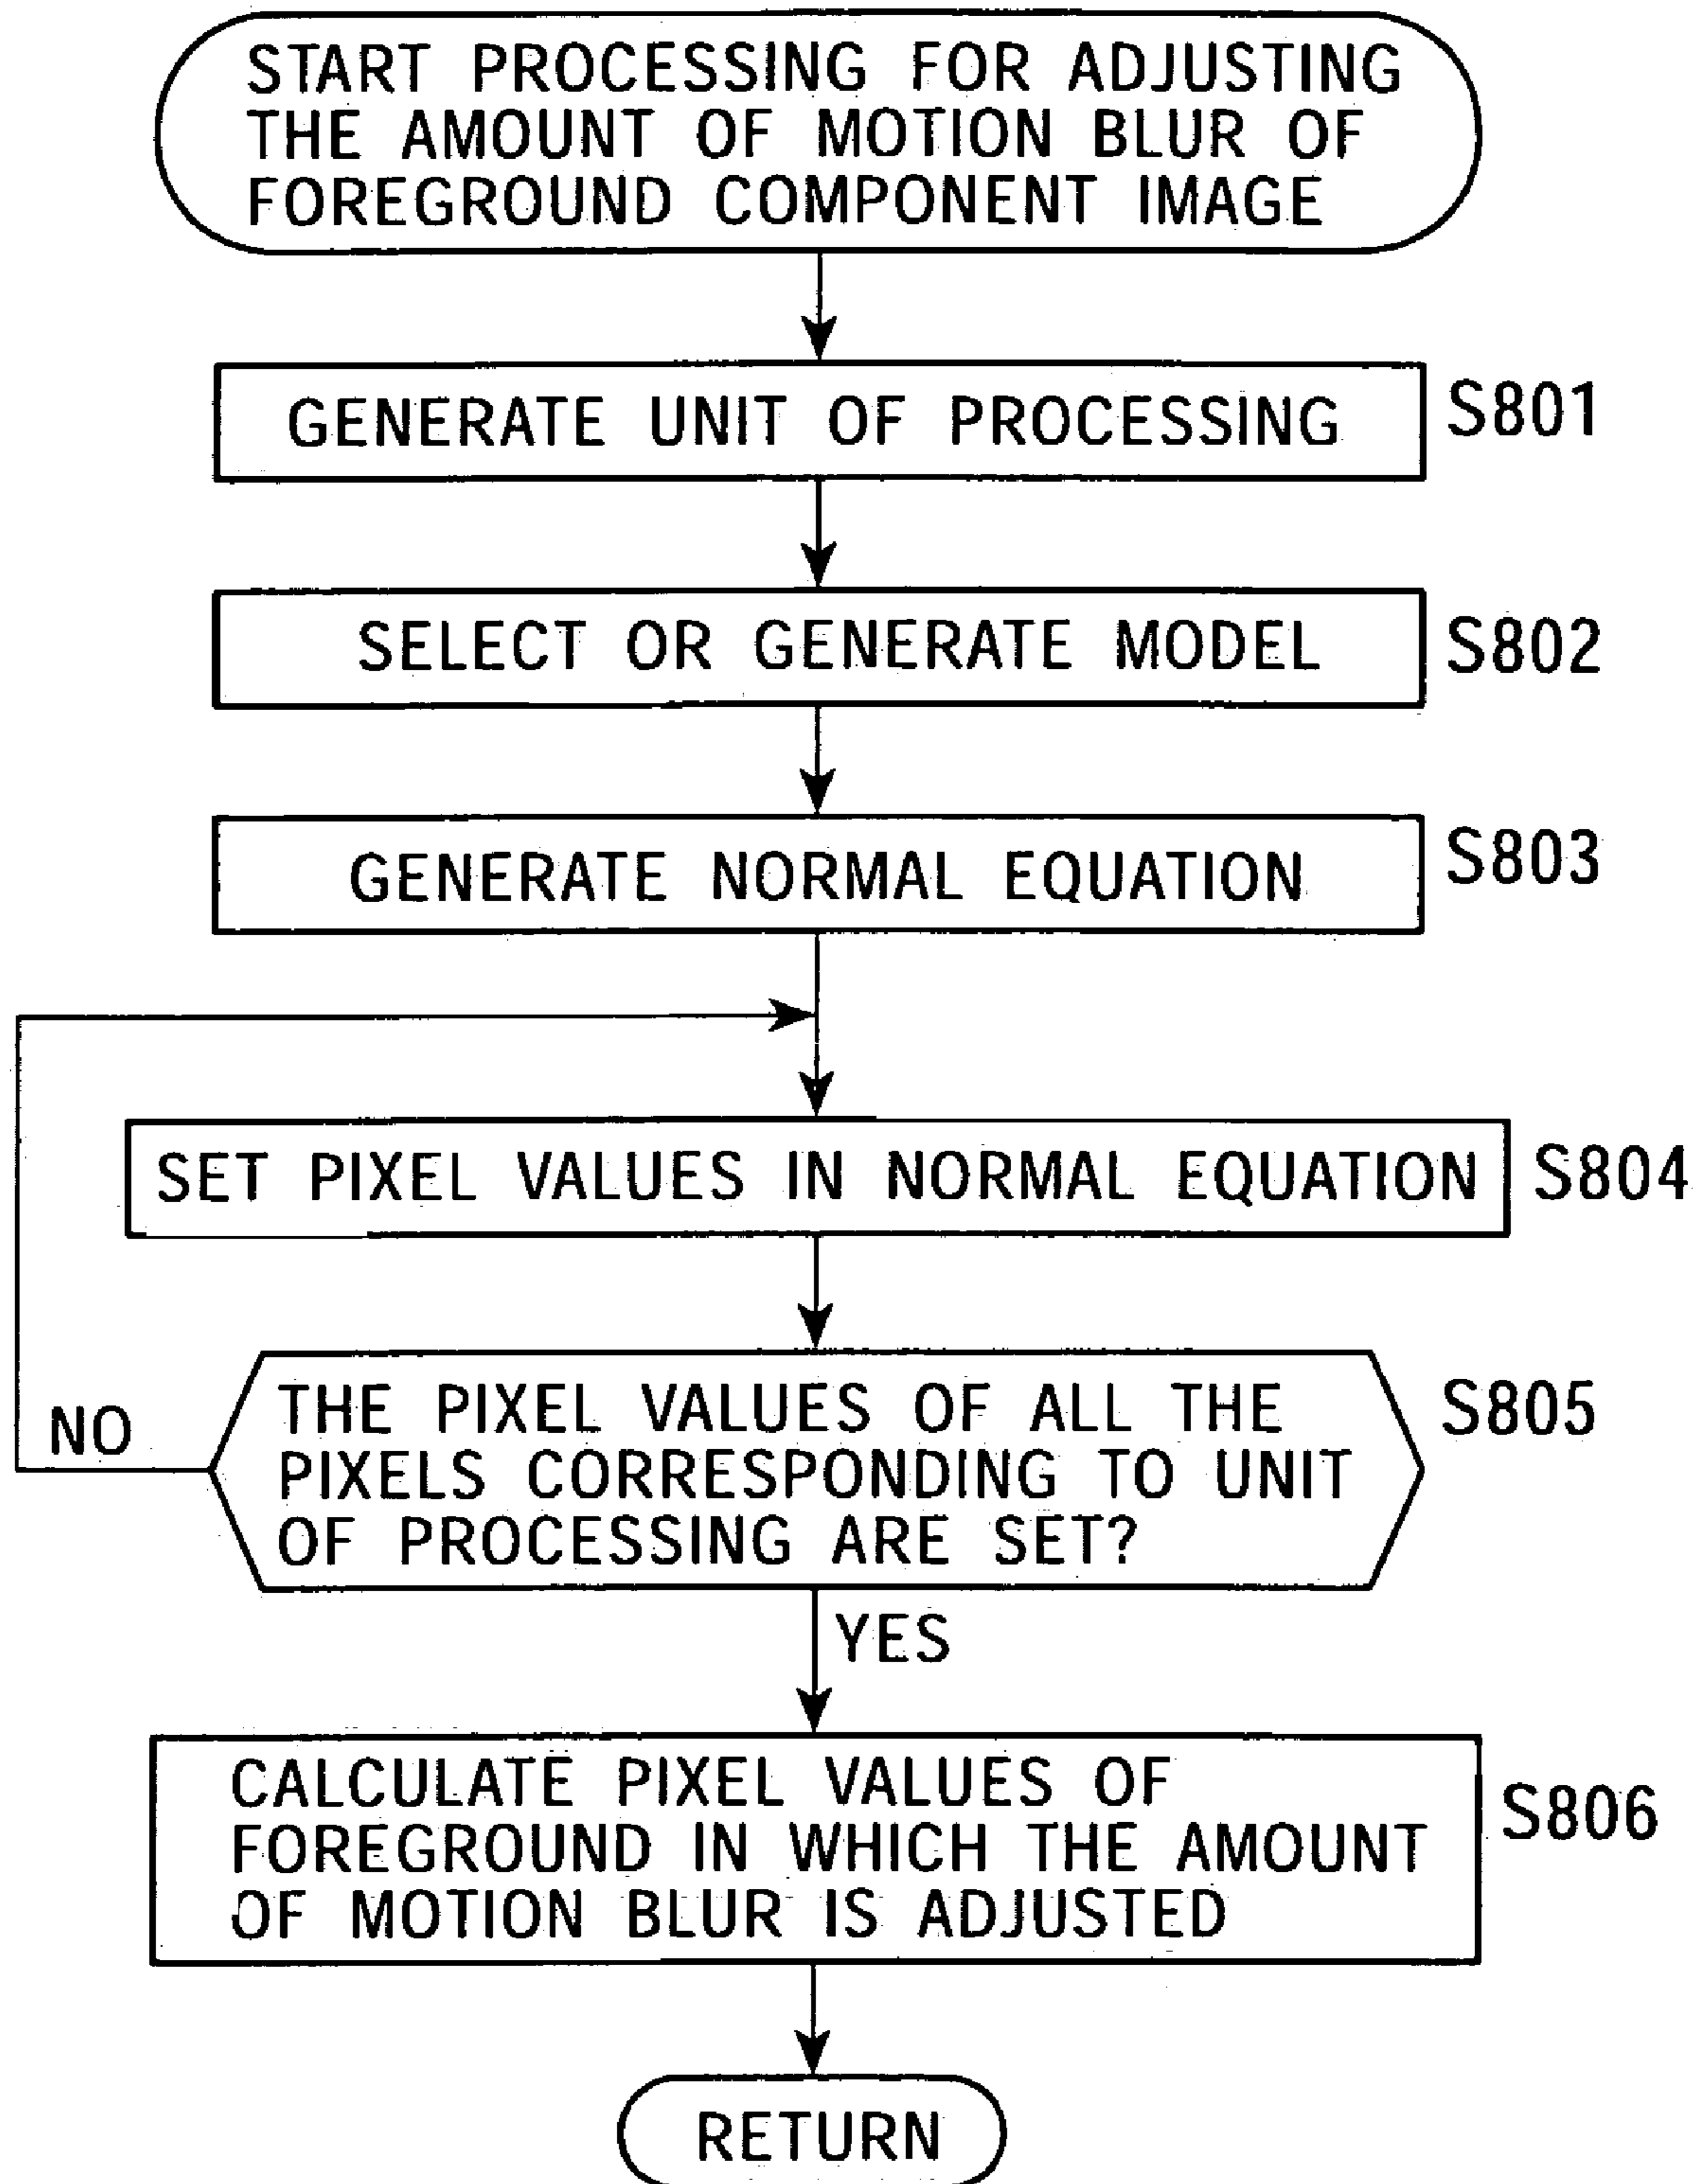 START PROCESSING FOR ADJUSTING
THE AMOUNT OF MOTION BLUR OF
FOREGROUND COMPONENT IMAGE
GENERATE UNIT OF PROCESSING
S801
SELECT OR GENERATE MODEL
S802
GENERATE NORMAL EQUATION
S803
SET PIXEL VALUES IN NORMAL EQUATION
S804
THE PIXEL VALUES OF ALL THE
PIXELS CORRESPONDING TO UNIT
OF PROCESSING ARE SET?
S805
NO
YES
CALCULATE PIXEL VALUES OF
FOREGROUND IN WHICH THE AMOUNT
OF MOTION BLUR IS ADJUSTED
S806
RETURN